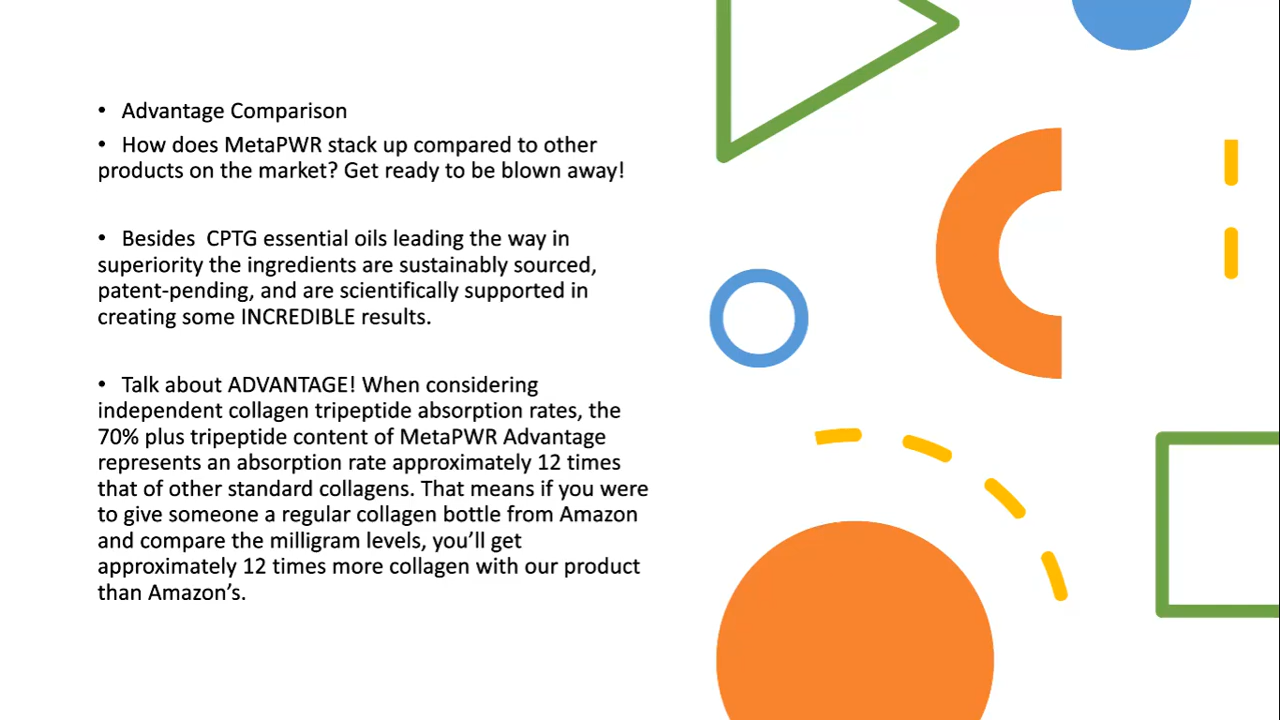 • Advantage Comparison
• How does MetaPWR stack up compared to other
products on the market? Get ready to be blown away!
• Besides  CPTG essential oils leading the way in
superiority the ingredients are sustainably sourced,
patent-pending, and are scientifically supported in
creating some INCREDIBLE results.
• Talk about ADVANTAGE! When considering
independent collagen tripeptide absorption rates, the
70% plus tripeptide content of MetaPWR Advantage
represents an absorption rate approximately 12 times
that of other standard collagens. That means if you were
to give someone a regular collagen bottle from Amazon
and compare the milligram levels, you’ll get
approximately 12 times more collagen with our product
than Amazon’s.